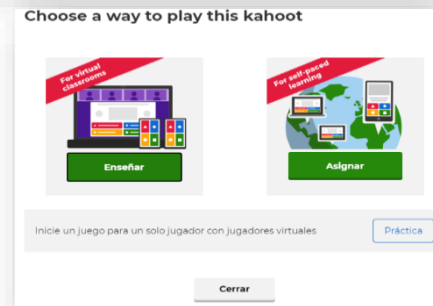 Choose a way to play this kahoot
For virtual
classrooms
For self-paced
learning
Enseñar
Asignar
Inicie un juego para un solo jugador con jugadores virtuales
Práctica
Cerrar